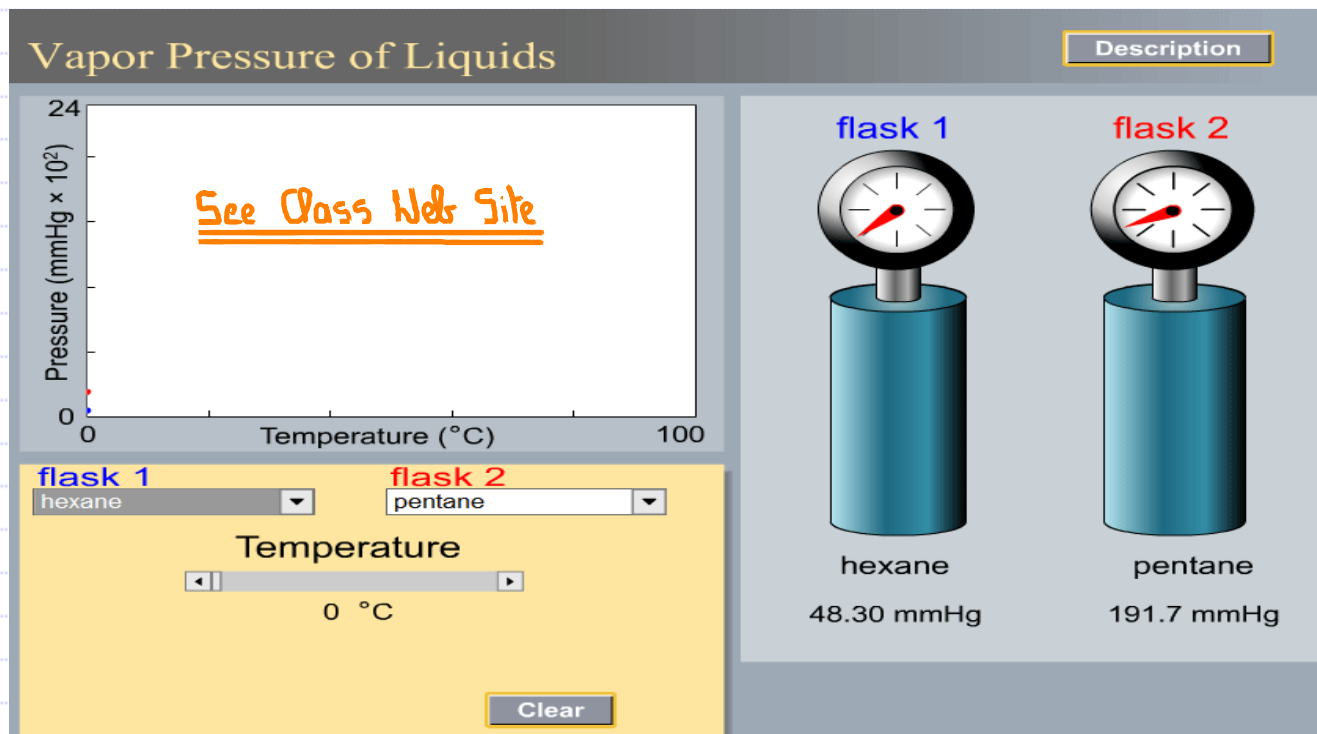 Vapor Pressure of Liquids
Description
24
Pressure (mmHg × 10²)
0
0
Temperature (°C)
100
See Class Web Site
flask 1
flask 2
hexane
pentane
Temperature
0 °C
Clear
flask 1
flask 2
hexane
pentane
48.30 mmHg
191.7 mmHg